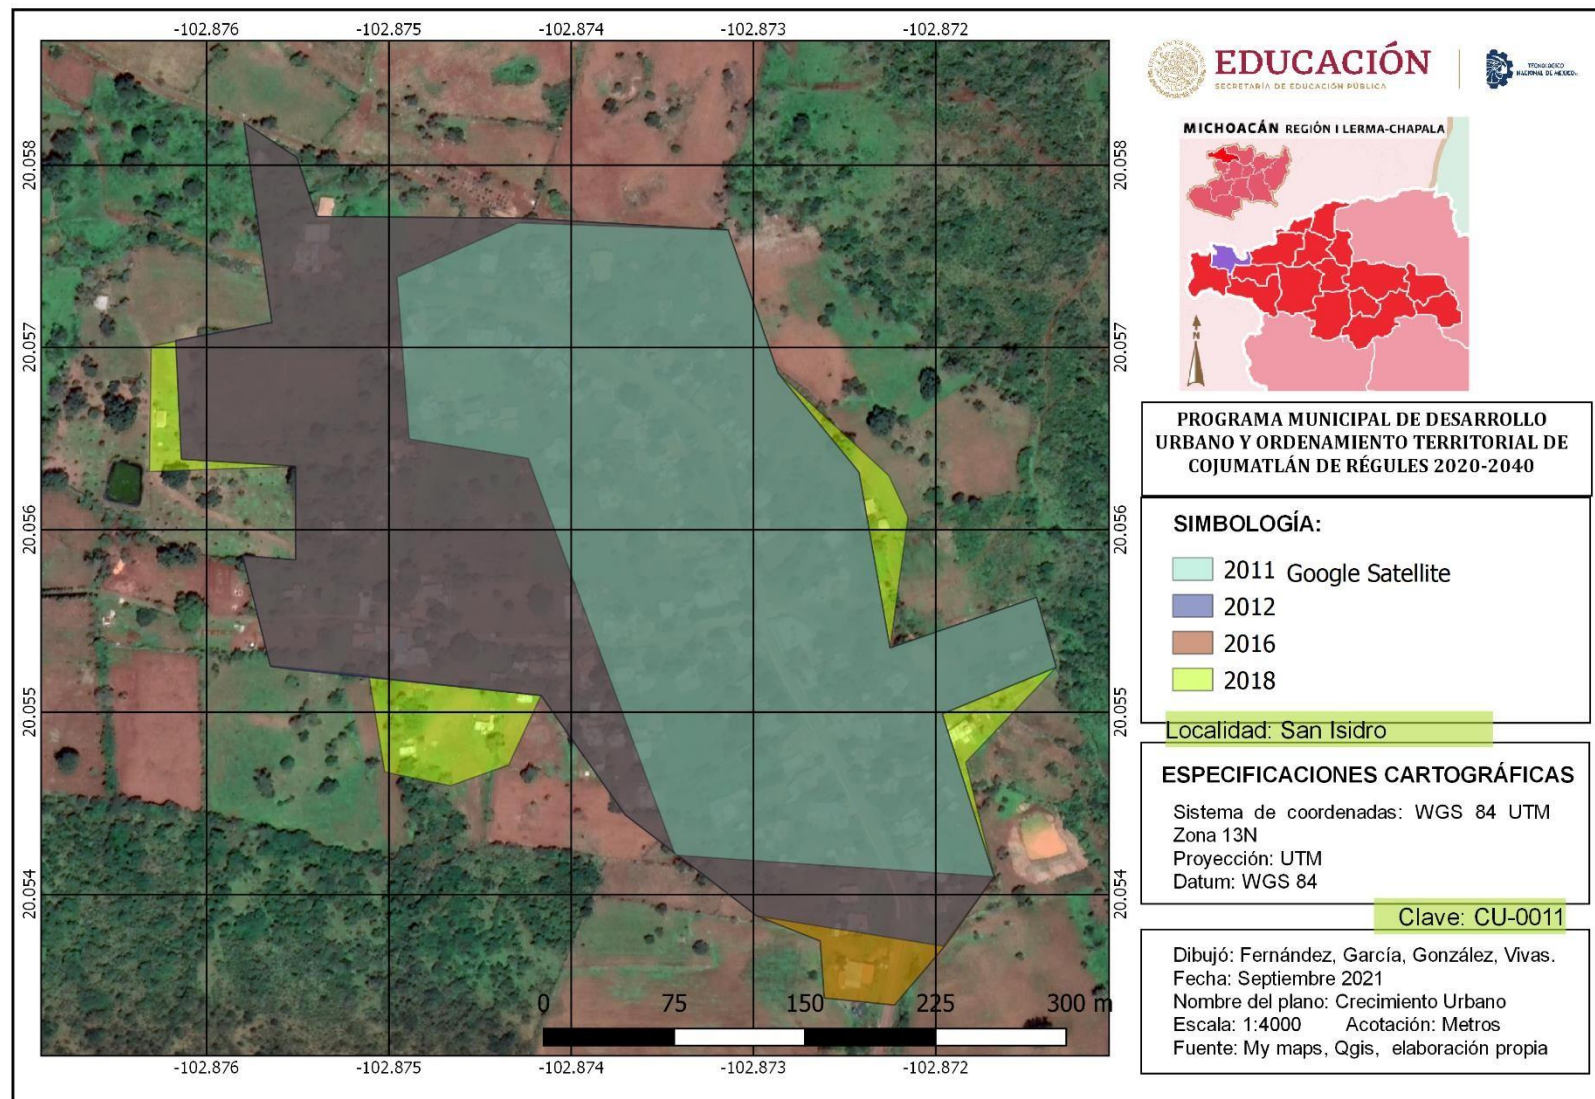 -102.876 -102.875 -102.874 -102.873 -102.872
20.058 20.058
20.057 20.057
20.056 20.056
20.055 20.055
20.054 20.054
0 75 150 225 300 m
-102.876 -102.875 -102.874 -102.873 -102.872
EDUCACIÓN
SECRETARÍA DE EDUCACIÓN PÚBLICA
TECNOLÓGICO
NACIONAL DE MÉXICO
MICHOACÁN REGIÓN I LERMA-CHAPALA
N
PROGRAMA MUNICIPAL DE DESARROLLO
URBANO Y ORDENAMIENTO TERRITORIAL DE
COJUMATLÁN DE RÉGULES 2020-2040
SIMBOLOGÍA:
2011 Google Satellite
2012
2016
2018
Localidad: San Isidro
ESPECIFICACIONES CARTOGRÁFICAS
Sistema de coordenadas: WGS 84 UTM
Zona 13N
Proyección: UTM
Datum: WGS 84
Clave: CU-0011
Dibujó: Fernández, García, González, Vivas.
Fecha: Septiembre 2021
Nombre del plano: Crecimiento Urbano
Escala: 1:4000 Acotación: Metros
Fuente: My maps, Qgis, elaboración propia